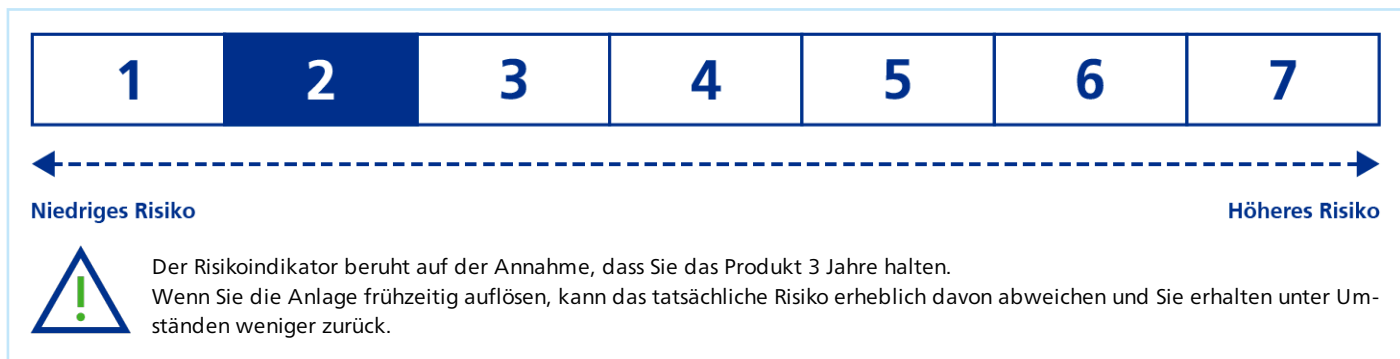 1 2 3 4 5 6 7
Niedriges Risiko Höheres Risiko
Der Risikoindikator beruht auf der Annahme, dass Sie das Produkt 3 Jahre halten.
Wenn Sie die Anlage frühzeitig auflösen, kann das tatsächliche Risiko erheblich davon abweichen und Sie erhalten unter Um-
ständen weniger zurück.